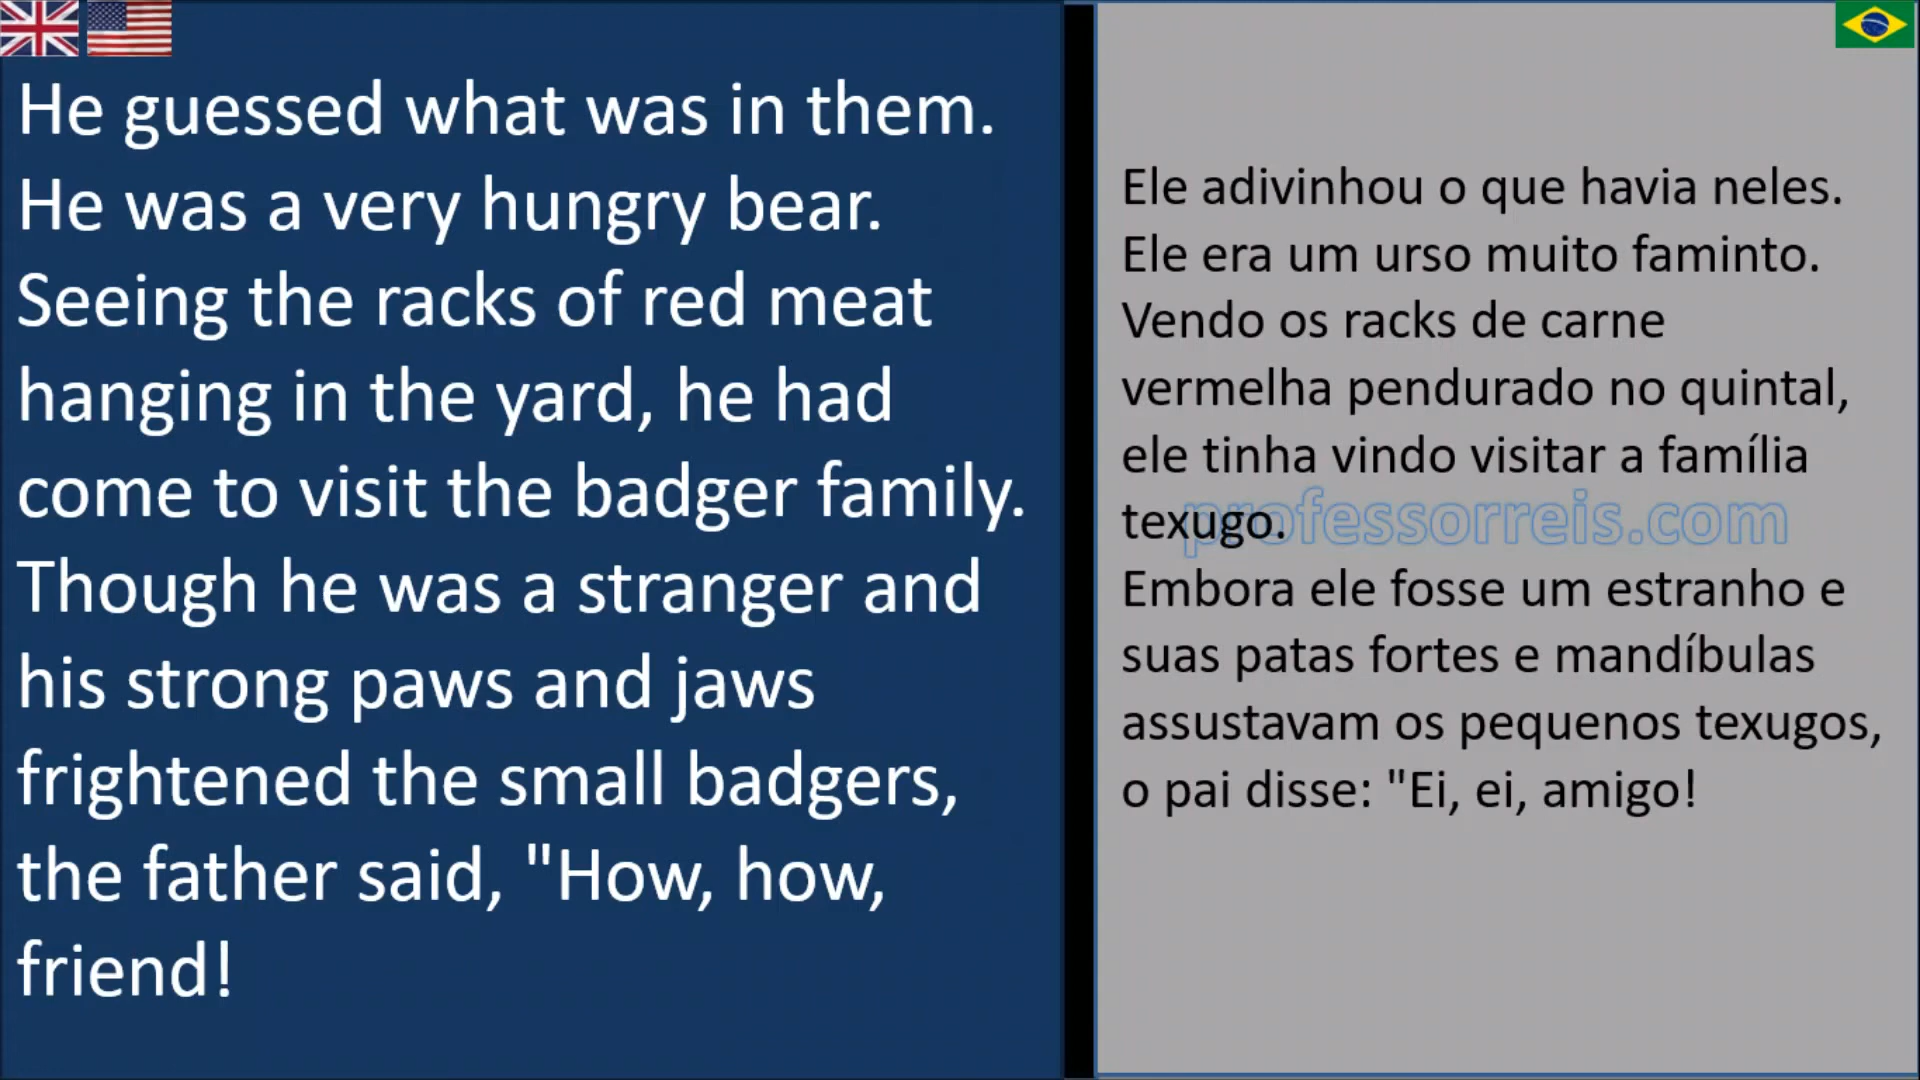 He guessed what was in them.
He was a very hungry bear.
Seeing the racks of red meat
hanging in the yard, he had
come to visit the badger family.
Though he was a stranger and
his strong paws and jaws
frightened the small badgers,
the father said, "How, how,
friend!
Ele adivinhou o que havia neles.
Ele era um urso muito faminto.
Vendo os racks de carne
vermelha pendurado no quintal,
ele tinha vindo visitar a família
texugo.
professorreis.com
Embora ele fosse um estranho e
suas patas fortes e mandíbulas
assustavam os pequenos texugos,
o pai disse: "Ei, ei, amigo!